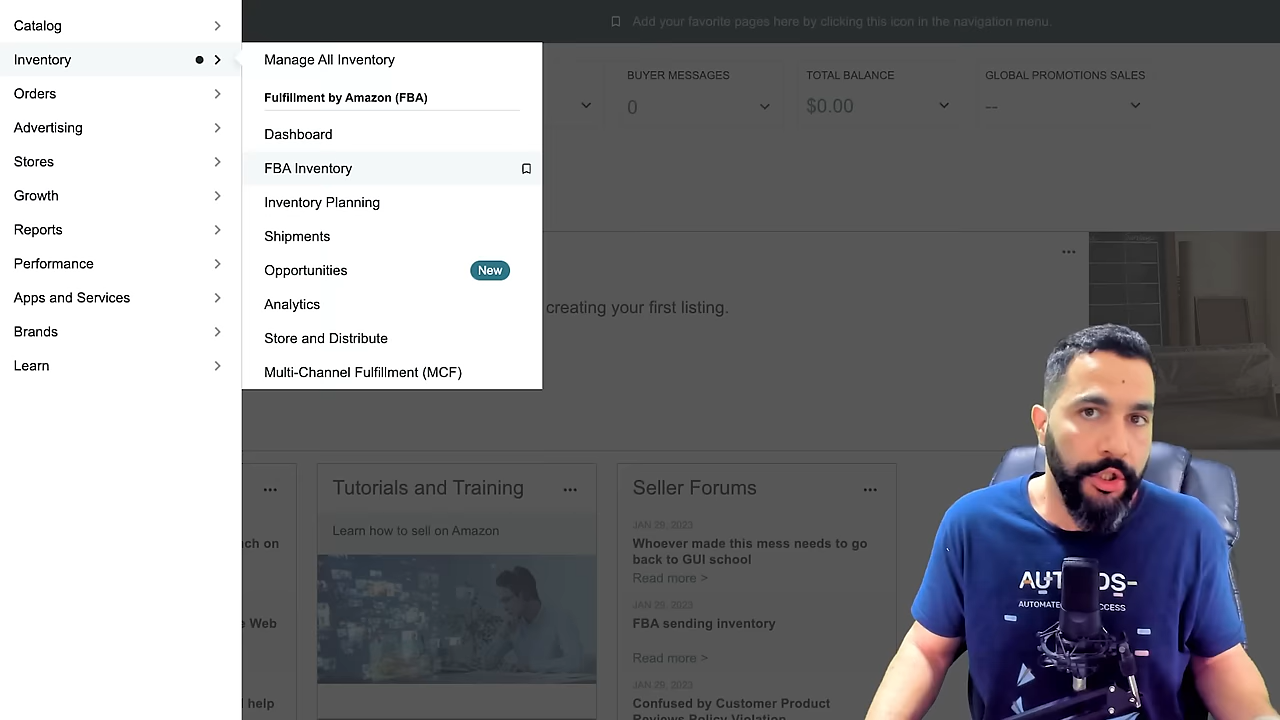 Catalog
Inventory
Orders
Advertising
Stores
Growth
Reports
Performance
Apps and Services
Brands
Learn
Manage All Inventory
Fulfillment by Amazon (FBA)
Dashboard
FBA Inventory
Inventory Planning
Shipments
Opportunities
New
Analytics
Store and Distribute
Multi-Channel Fulfillment (MCF)
Add your favorite pages here by clicking this icon in the navigation menu.
BUYER MESSAGES
0
TOTAL BALANCE
$0.00
GLOBAL PROMOTIONS SALES
--
creating your first listing.
ch on
e Web
help
Tutorials and Training
Learn how to sell on Amazon
Seller Forums
JAN 29, 2023
Whoever made this mess needs to go
back to GUI school
Read more >
JAN 29, 2023
FBA sending inventory
Read more >
JAN 29, 2023
Confused by Customer Product
Reviews Policy Violation